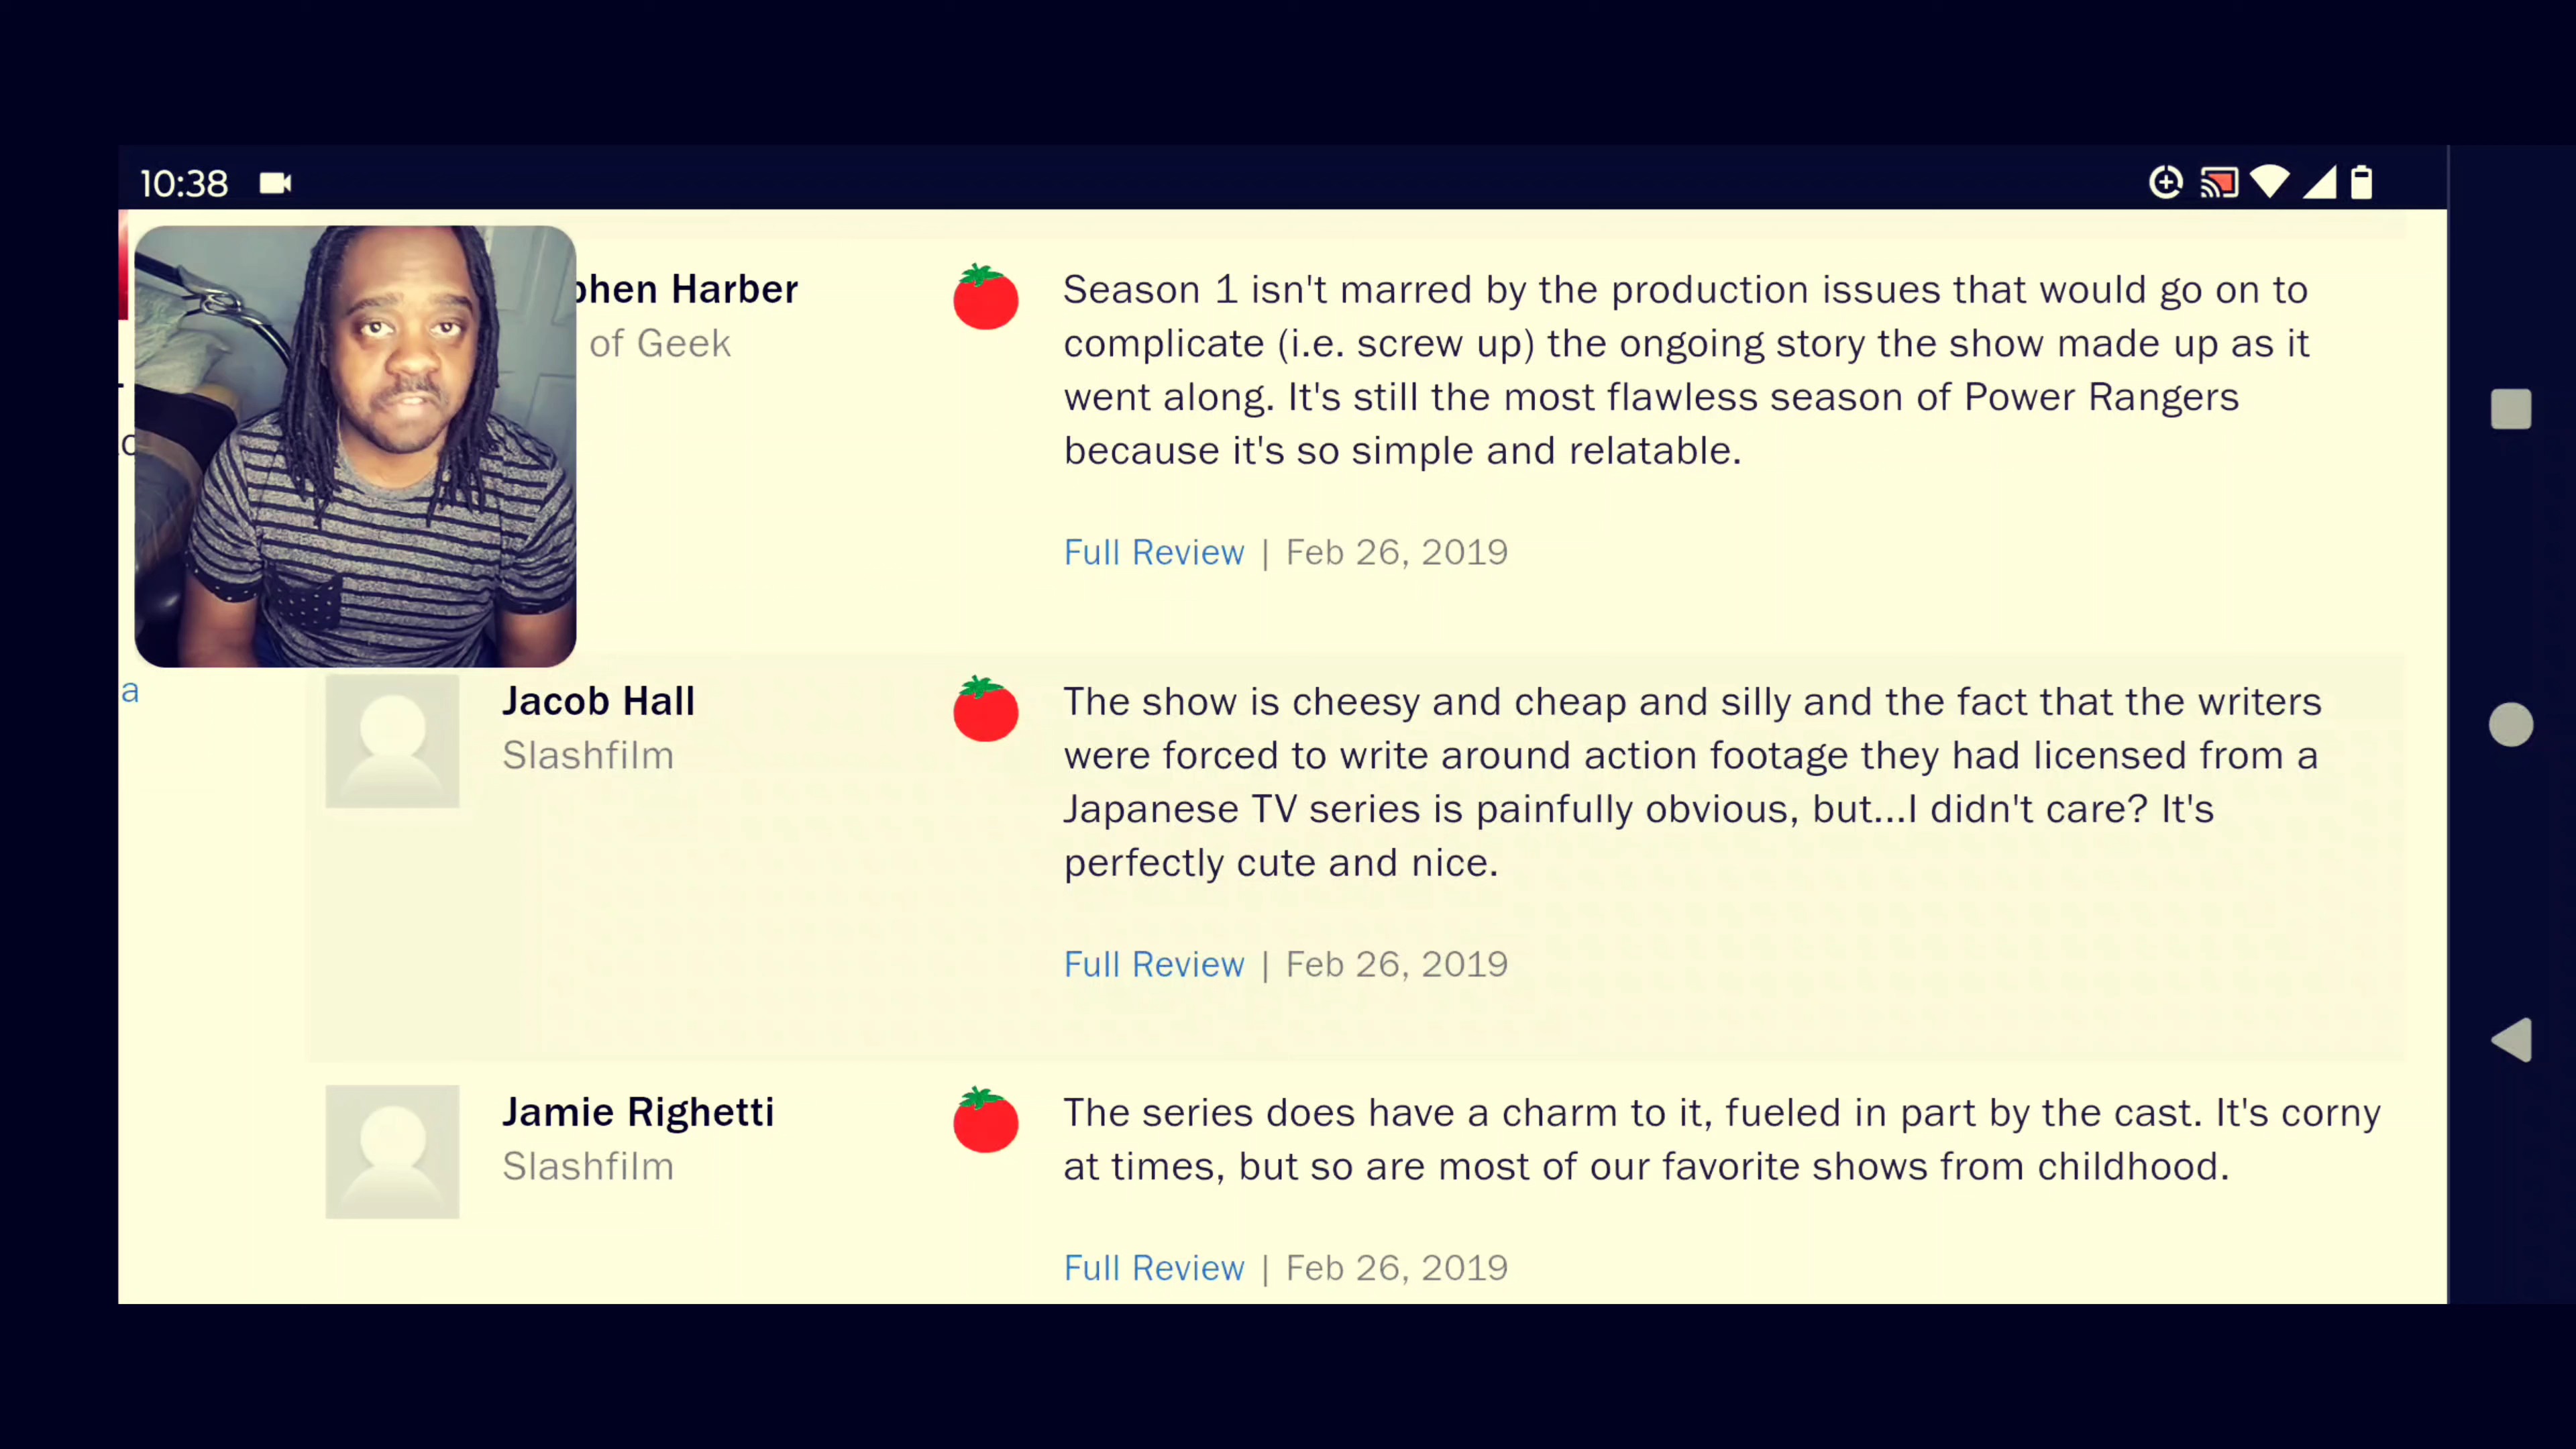 10:38
phen Harber
of Geek
Season 1 isn't marred by the production issues that would go on to
complicate (i.e. screw up) the ongoing story the show made up as it
went along. It's still the most flawless season of Power Rangers
because it's so simple and relatable.
Full Review | Feb 26, 2019
a
Jacob Hall
Slashfilm
The show is cheesy and cheap and silly and the fact that the writers
were forced to write around action footage they had licensed from a
Japanese TV series is painfully obvious, but...I didn't care? It's
perfectly cute and nice.
Full Review | Feb 26, 2019
Jamie Righetti
Slashfilm
The series does have a charm to it, fueled in part by the cast. It's corny
at times, but so are most of our favorite shows from childhood.
Full Review | Feb 26, 2019